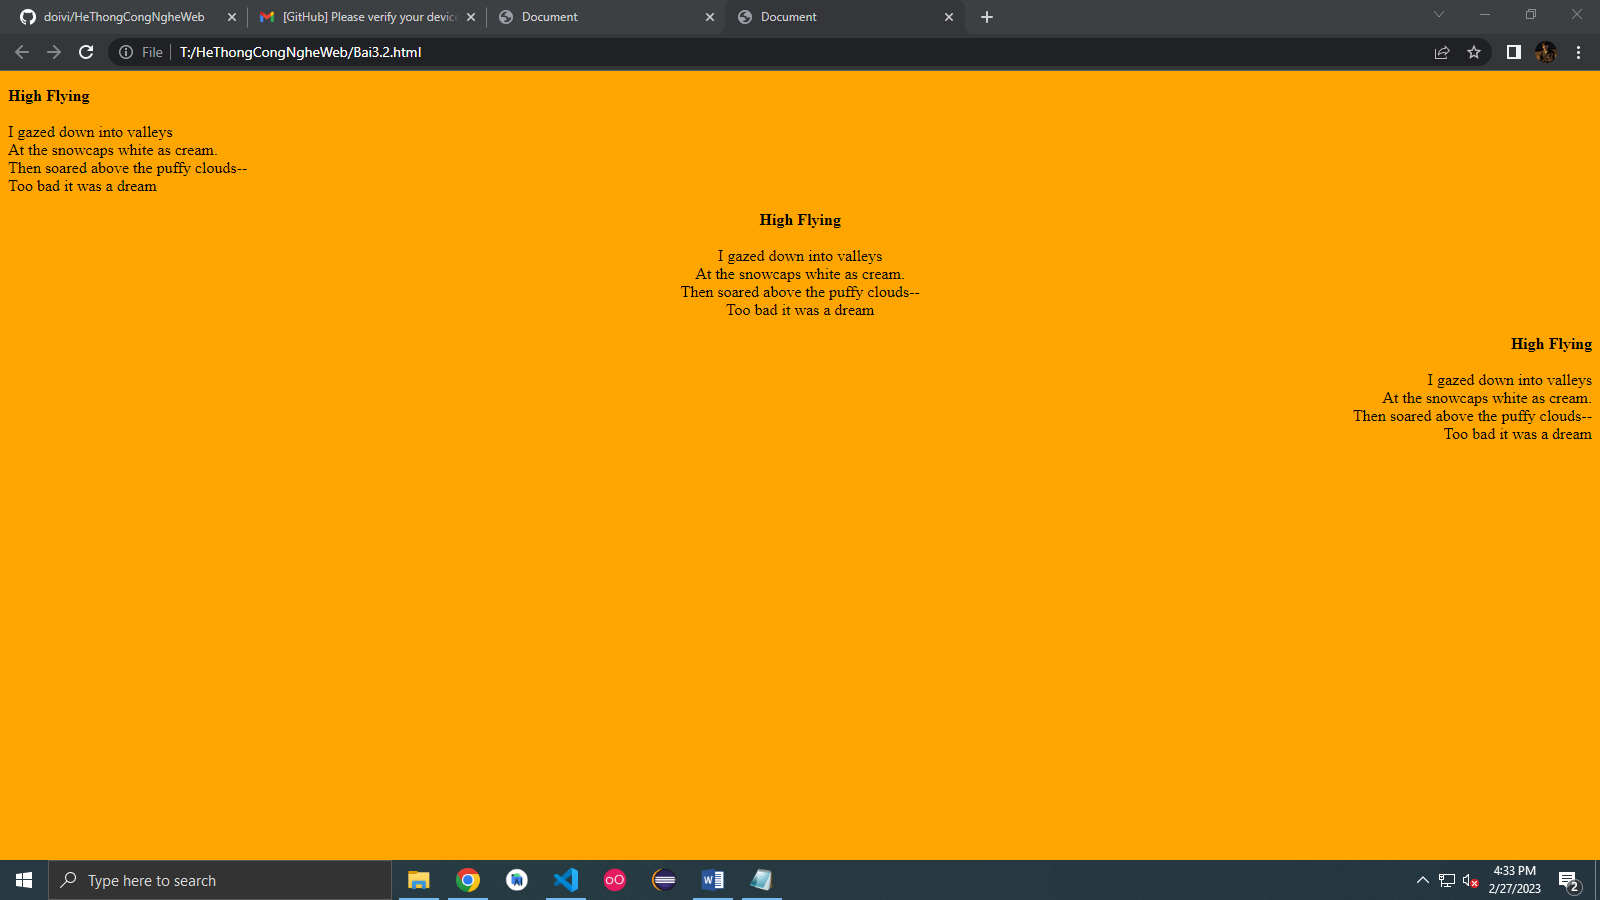 doivi/HeThongCongNgheWeb
[GitHub] Please verify your device
Document
Document
File
T:/HeThongCongNgheWeb/Bai3.2.html
High Flying
I gazed down into valleys
At the snowcaps white as cream.
Then soared above the puffy clouds--
Too bad it was a dream
High Flying
I gazed down into valleys
At the snowcaps white as cream.
Then soared above the puffy clouds--
Too bad it was a dream
High Flying
I gazed down into valleys
At the snowcaps white as cream.
Then soared above the puffy clouds--
Too bad it was a dream
Type here to search
4:33 PM
2/27/2023
2